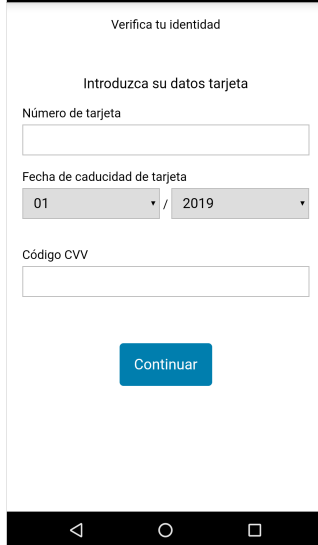 Verifica tu identidad
Introduzca su datos tarjeta
Número de tarjeta
Fecha de caducidad de tarjeta
01 / 2019
Código CVV
Continuar